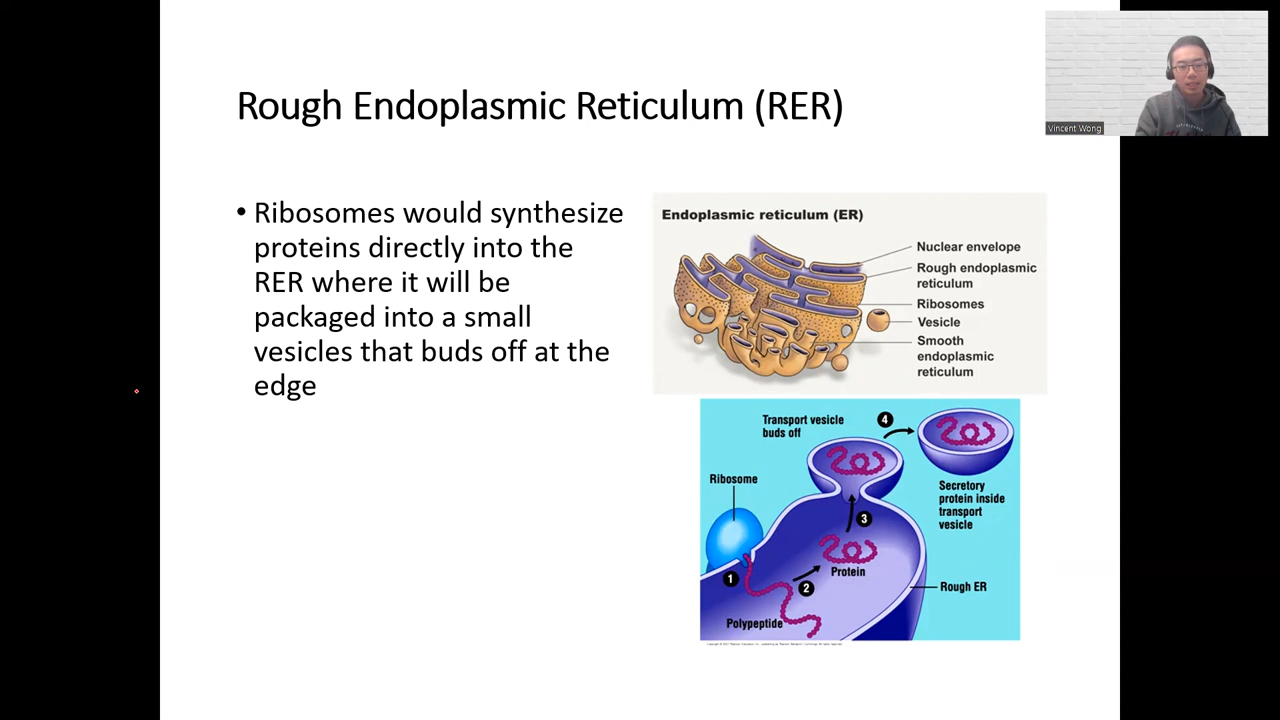 Rough Endoplasmic Reticulum (RER)
Vincent Wong
• Ribosomes would synthesize
proteins directly into the
RER where it will be
packaged into a small
vesicles that buds off at the
edge
Endoplasmic reticulum (ER)
Nuclear envelope
Rough endoplasmic
reticulum
Ribosomes
Vesicle
Smooth
endoplasmic
reticulum
Transport vesicle
buds off
4
Ribosome
Secretory
protein inside
transport
vesicle
3
Protein
1
2
Rough ER
Polypeptide